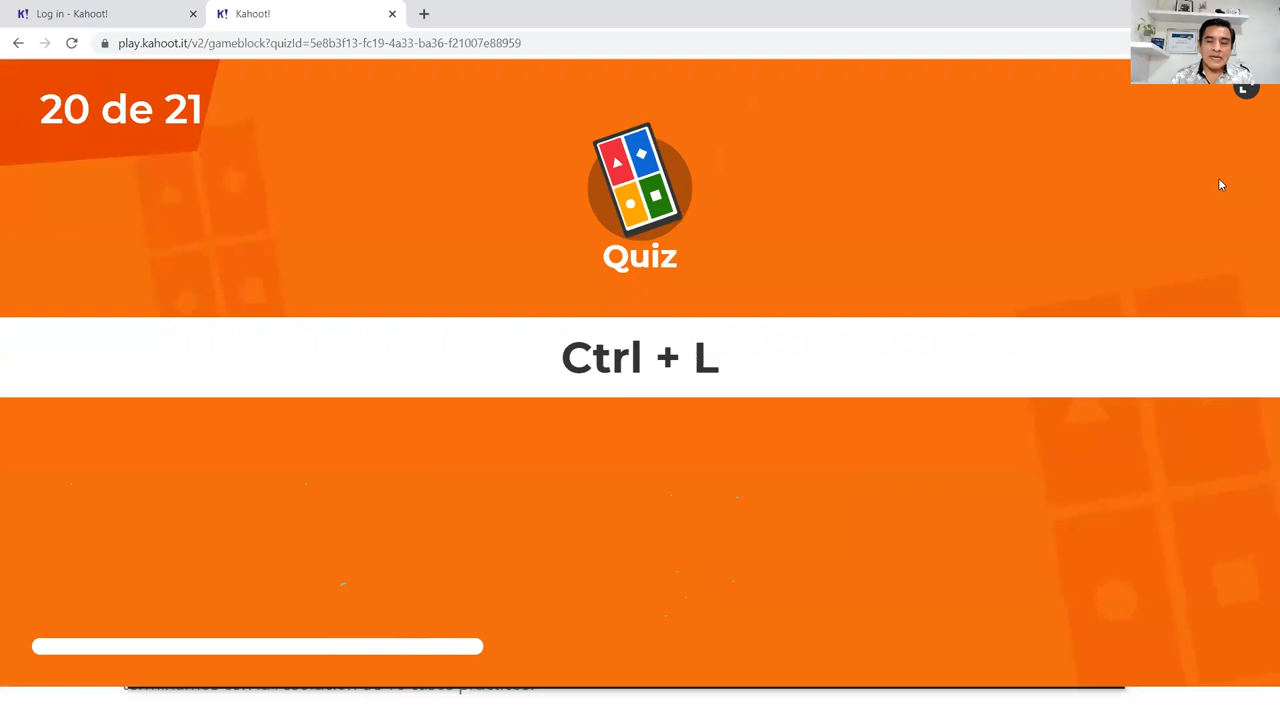 K! Log in - Kahoot!
K! Kahoot!
play.kahoot.it/v2/gameblock?quizId=5e8b3f13-fc19-4a33-ba36-f21007e88959
20 de 21
Quiz
Ctrl + L